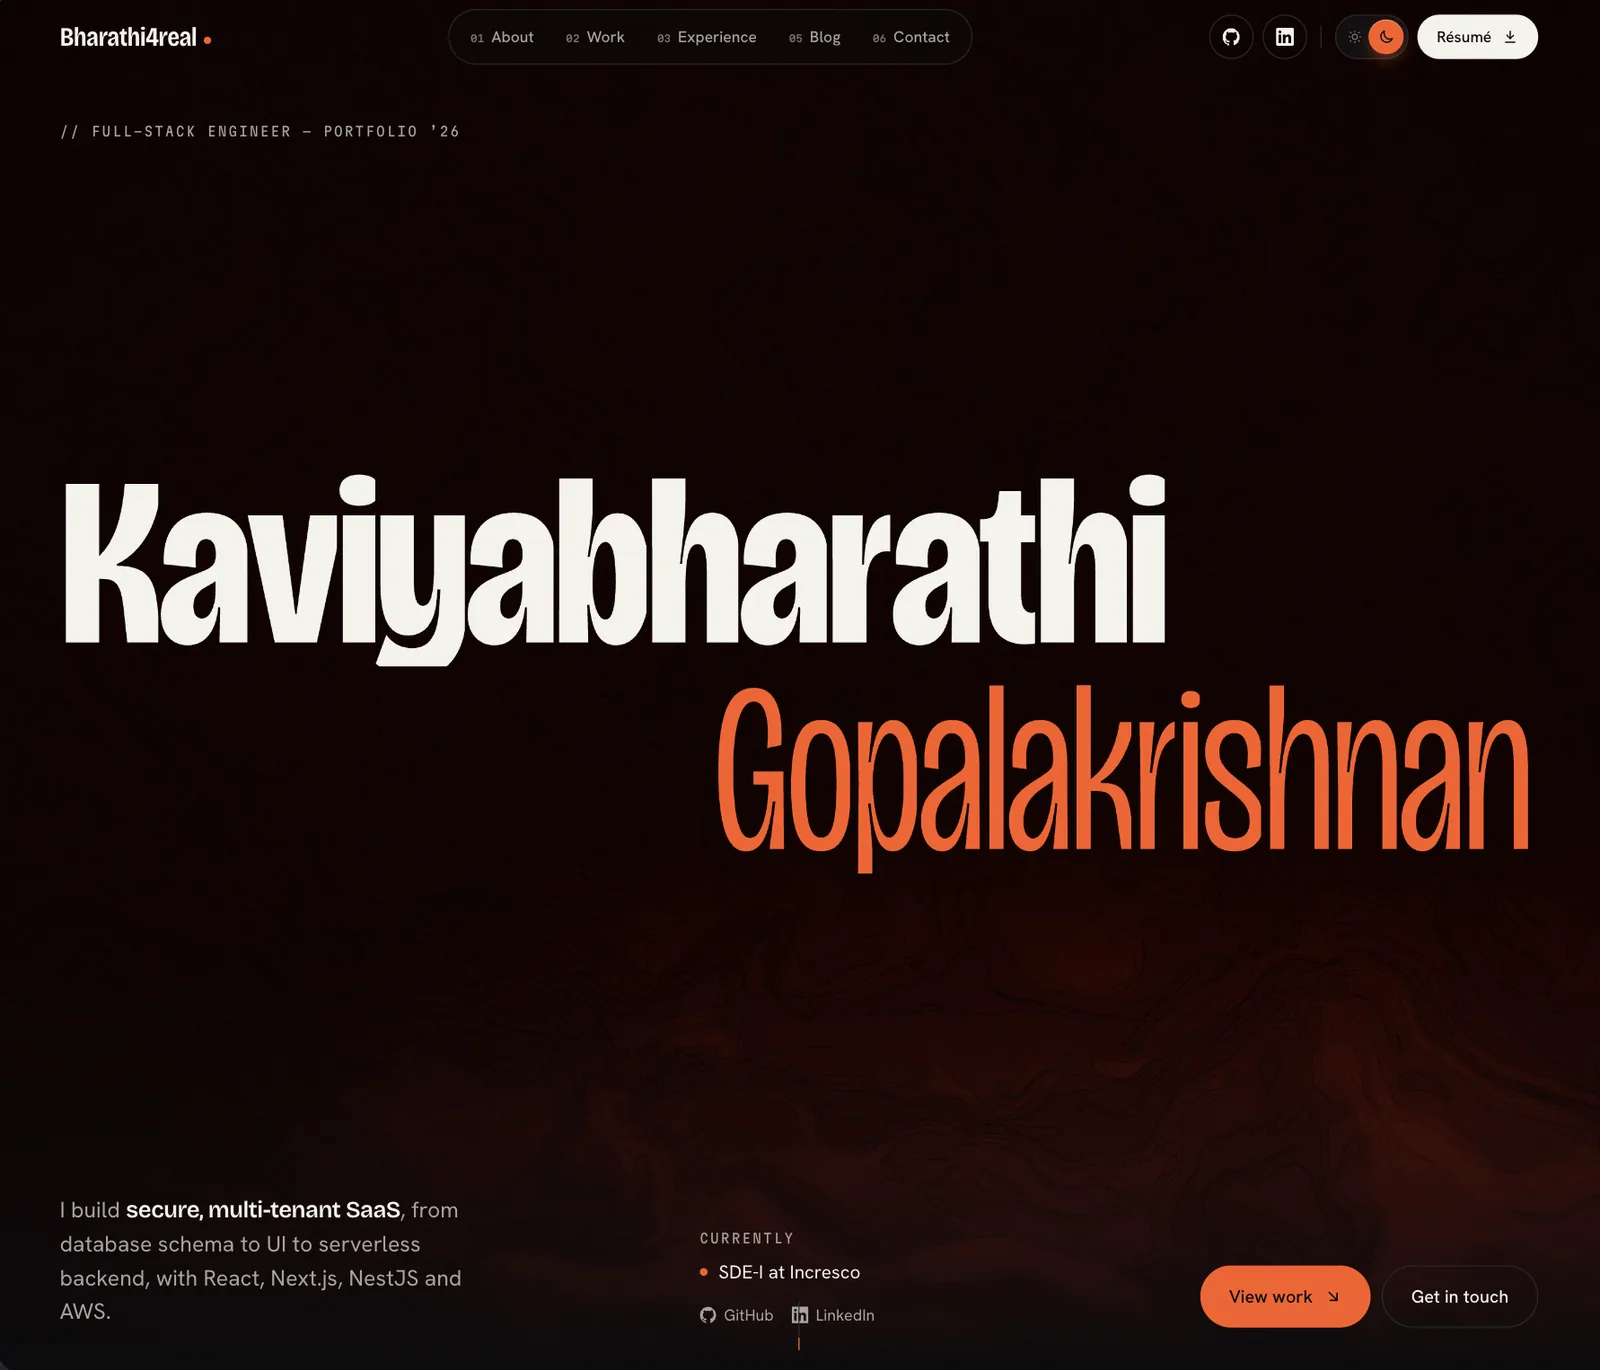 Bharathi4real
01 About 02 Work 03 Experience 05 Blog 06 Contact
Résumé
// FULL-STACK ENGINEER — PORTFOLIO ’26
Kaviyabharathi
Gopalakrishnan
I build secure, multi-tenant SaaS, from
database schema to UI to serverless
backend, with React, Next.js, NestJS and
AWS.
CURRENTLY
SDE-I at Incresco
GitHub LinkedIn
View work
Get in touch